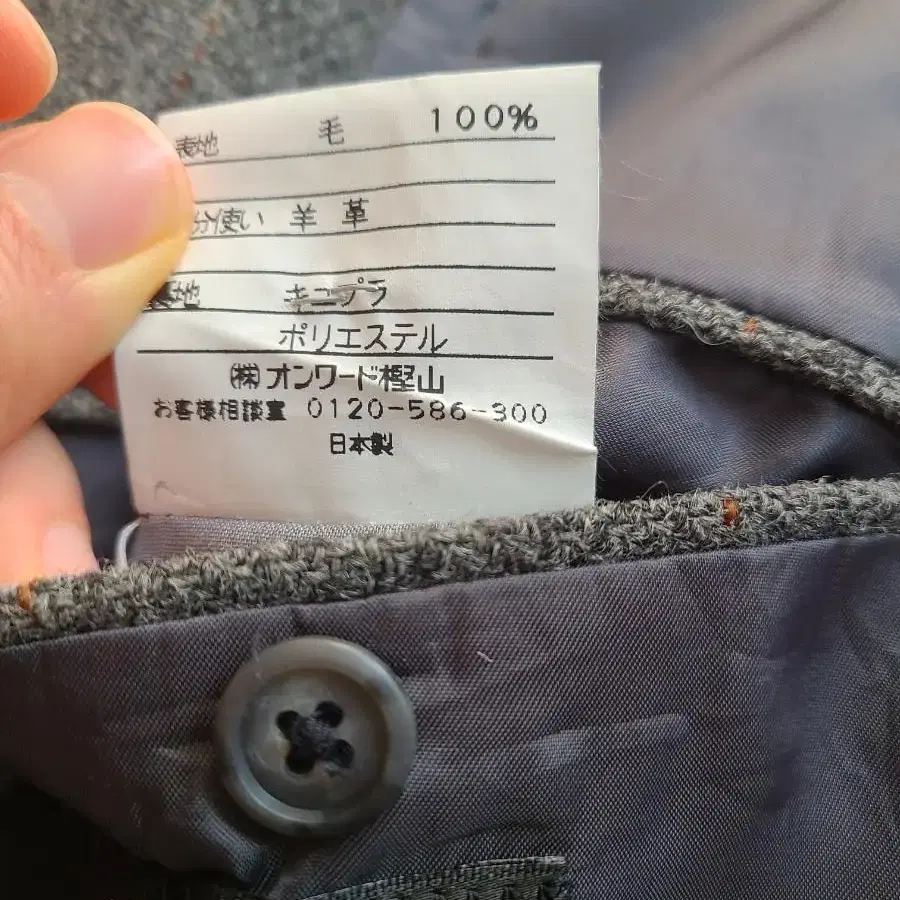 表地 毛 100%
分使い 羊革
裏地 キュプラ
ポリエステル
㈱オンワード樫山
お客様相談室 0120-586-300
日本製